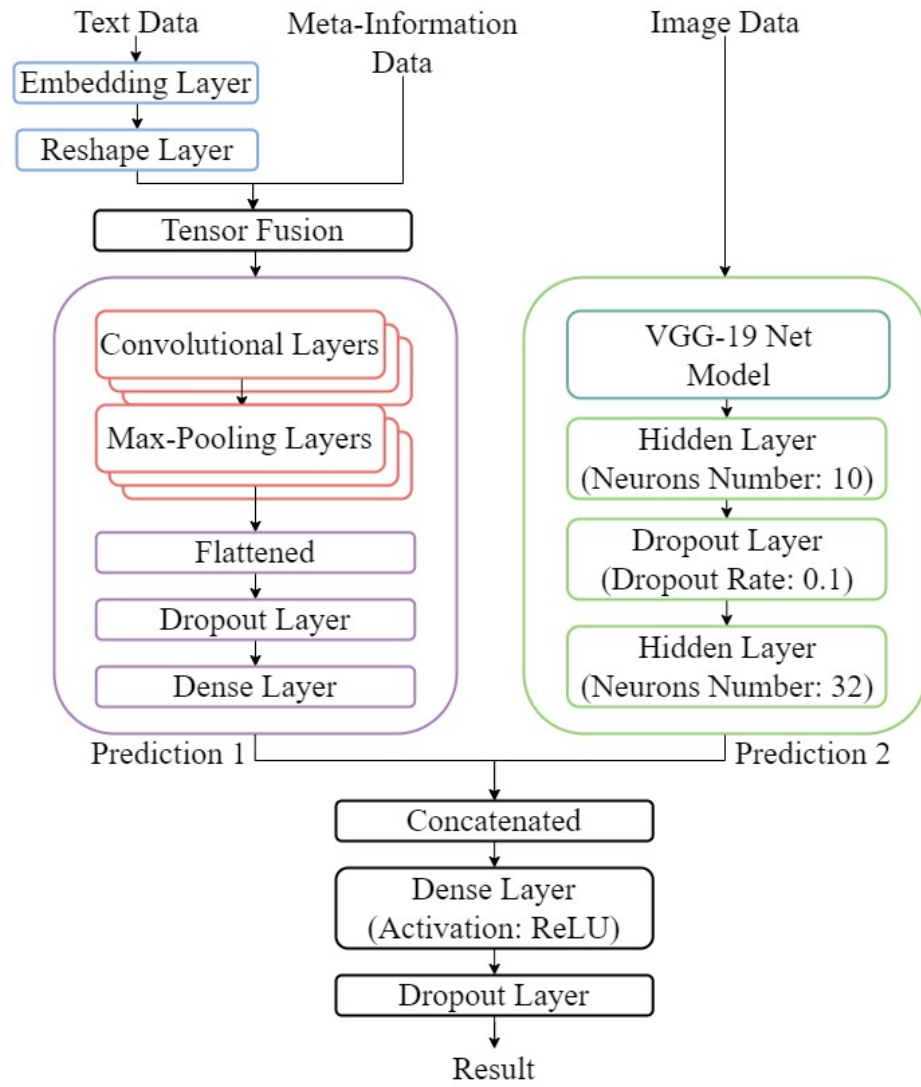 Text Data
Meta-Information
Data
Image Data
Embedding Layer
Reshape Layer
Tensor Fusion
Convolutional Layers
Max-Pooling Layers
Flattened
Dropout Layer
Dense Layer
Prediction 1
VGG-19 Net
Model
Hidden Layer
(Neurons Number: 10)
Dropout Layer
(Dropout Rate: 0.1)
Hidden Layer
(Neurons Number: 32)
Prediction 2
Concatenated
Dense Layer
(Activation: ReLU)
Dropout Layer
Result